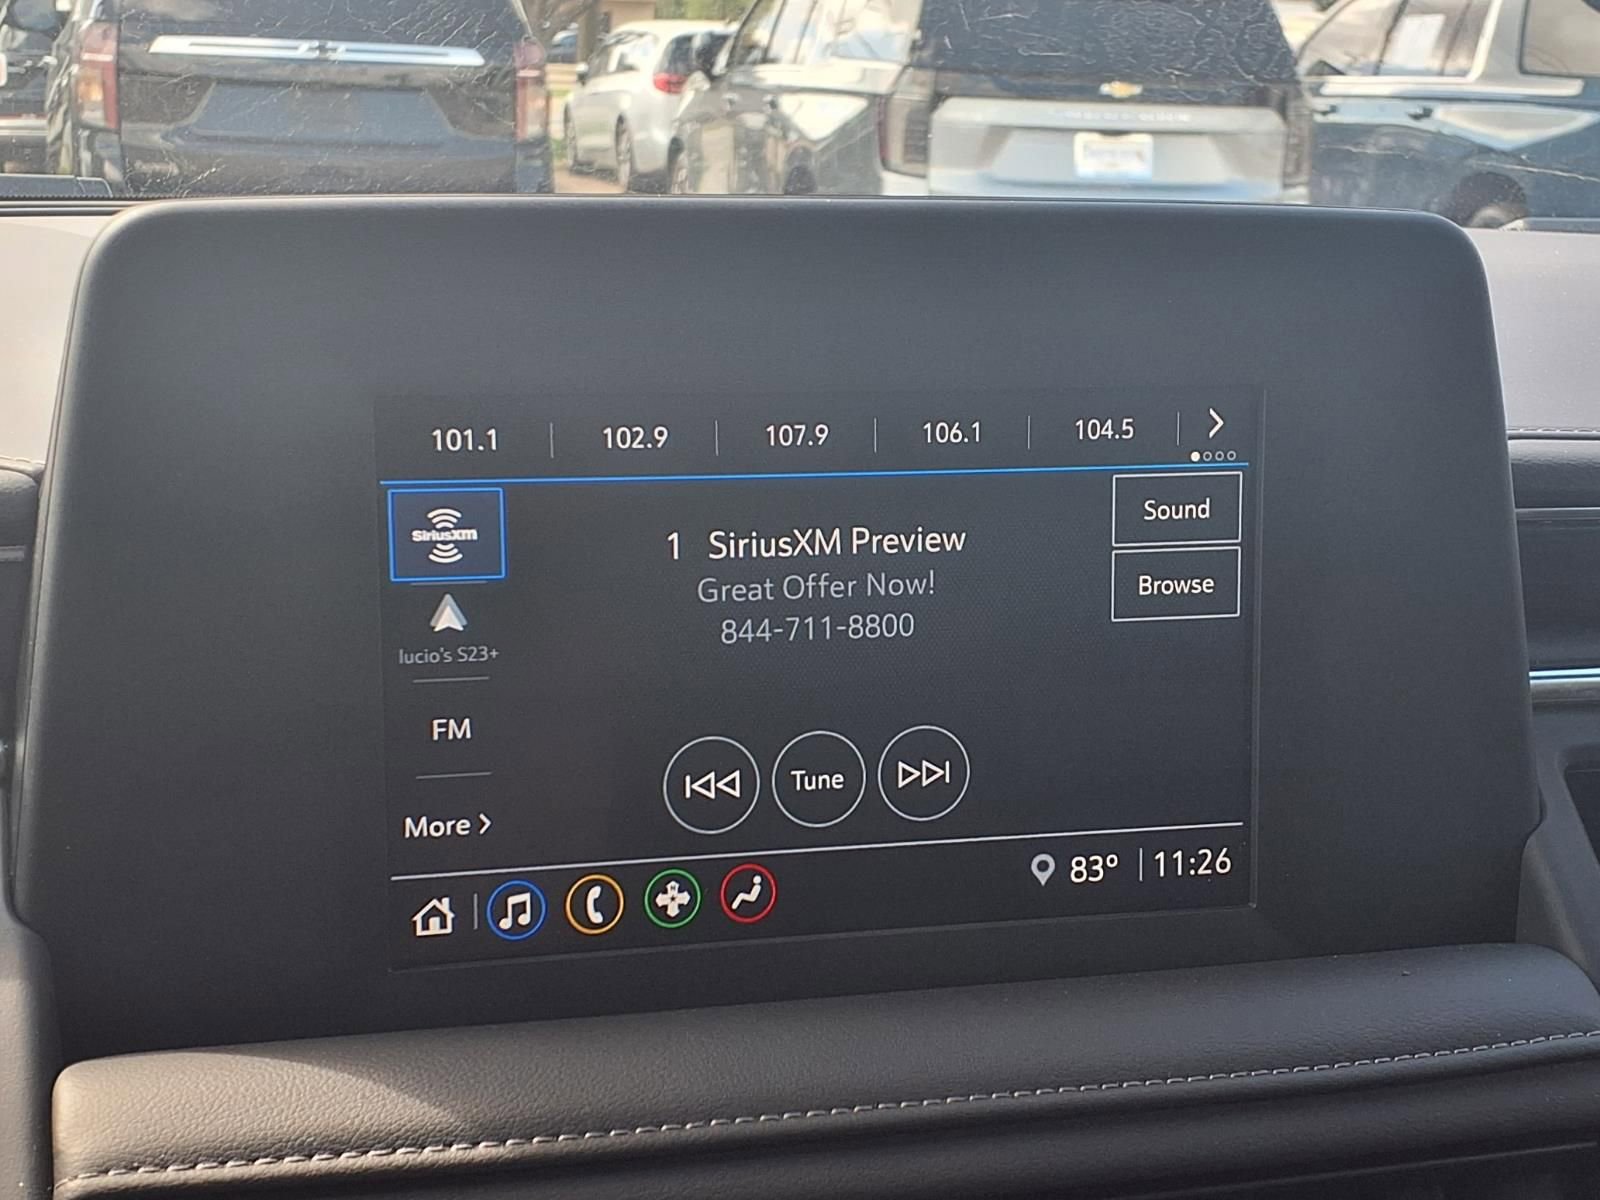 101.1 102.9 107.9 106.1 104.5
SiriusXM
1 SiriusXM Preview
Great Offer Now!
844-711-8800
Sound
Browse
lucio's S23+
FM
More
Tune
83° 11:26